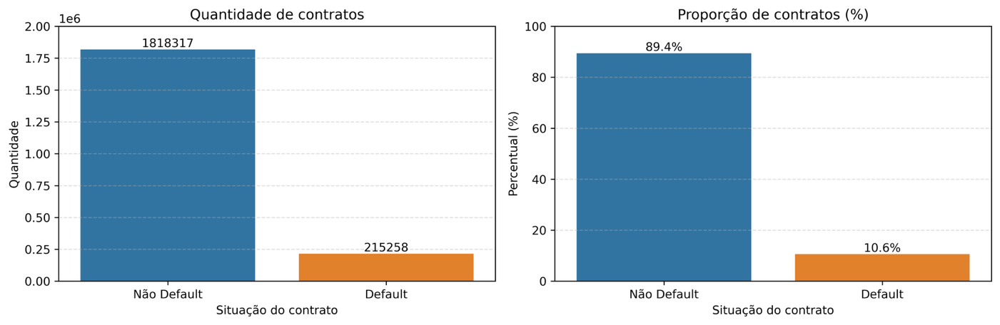 Quantidade de contratos
1e6
2.00
1.75
1.50
1.25
1.00
0.75
0.50
0.25
0.00
Quantidade
1818317
215258
Não Default
Default
Situação do contrato
Proporção de contratos (%)
100
80
60
40
20
0
Percentual (%)
89.4%
10.6%
Não Default
Default
Situação do contrato